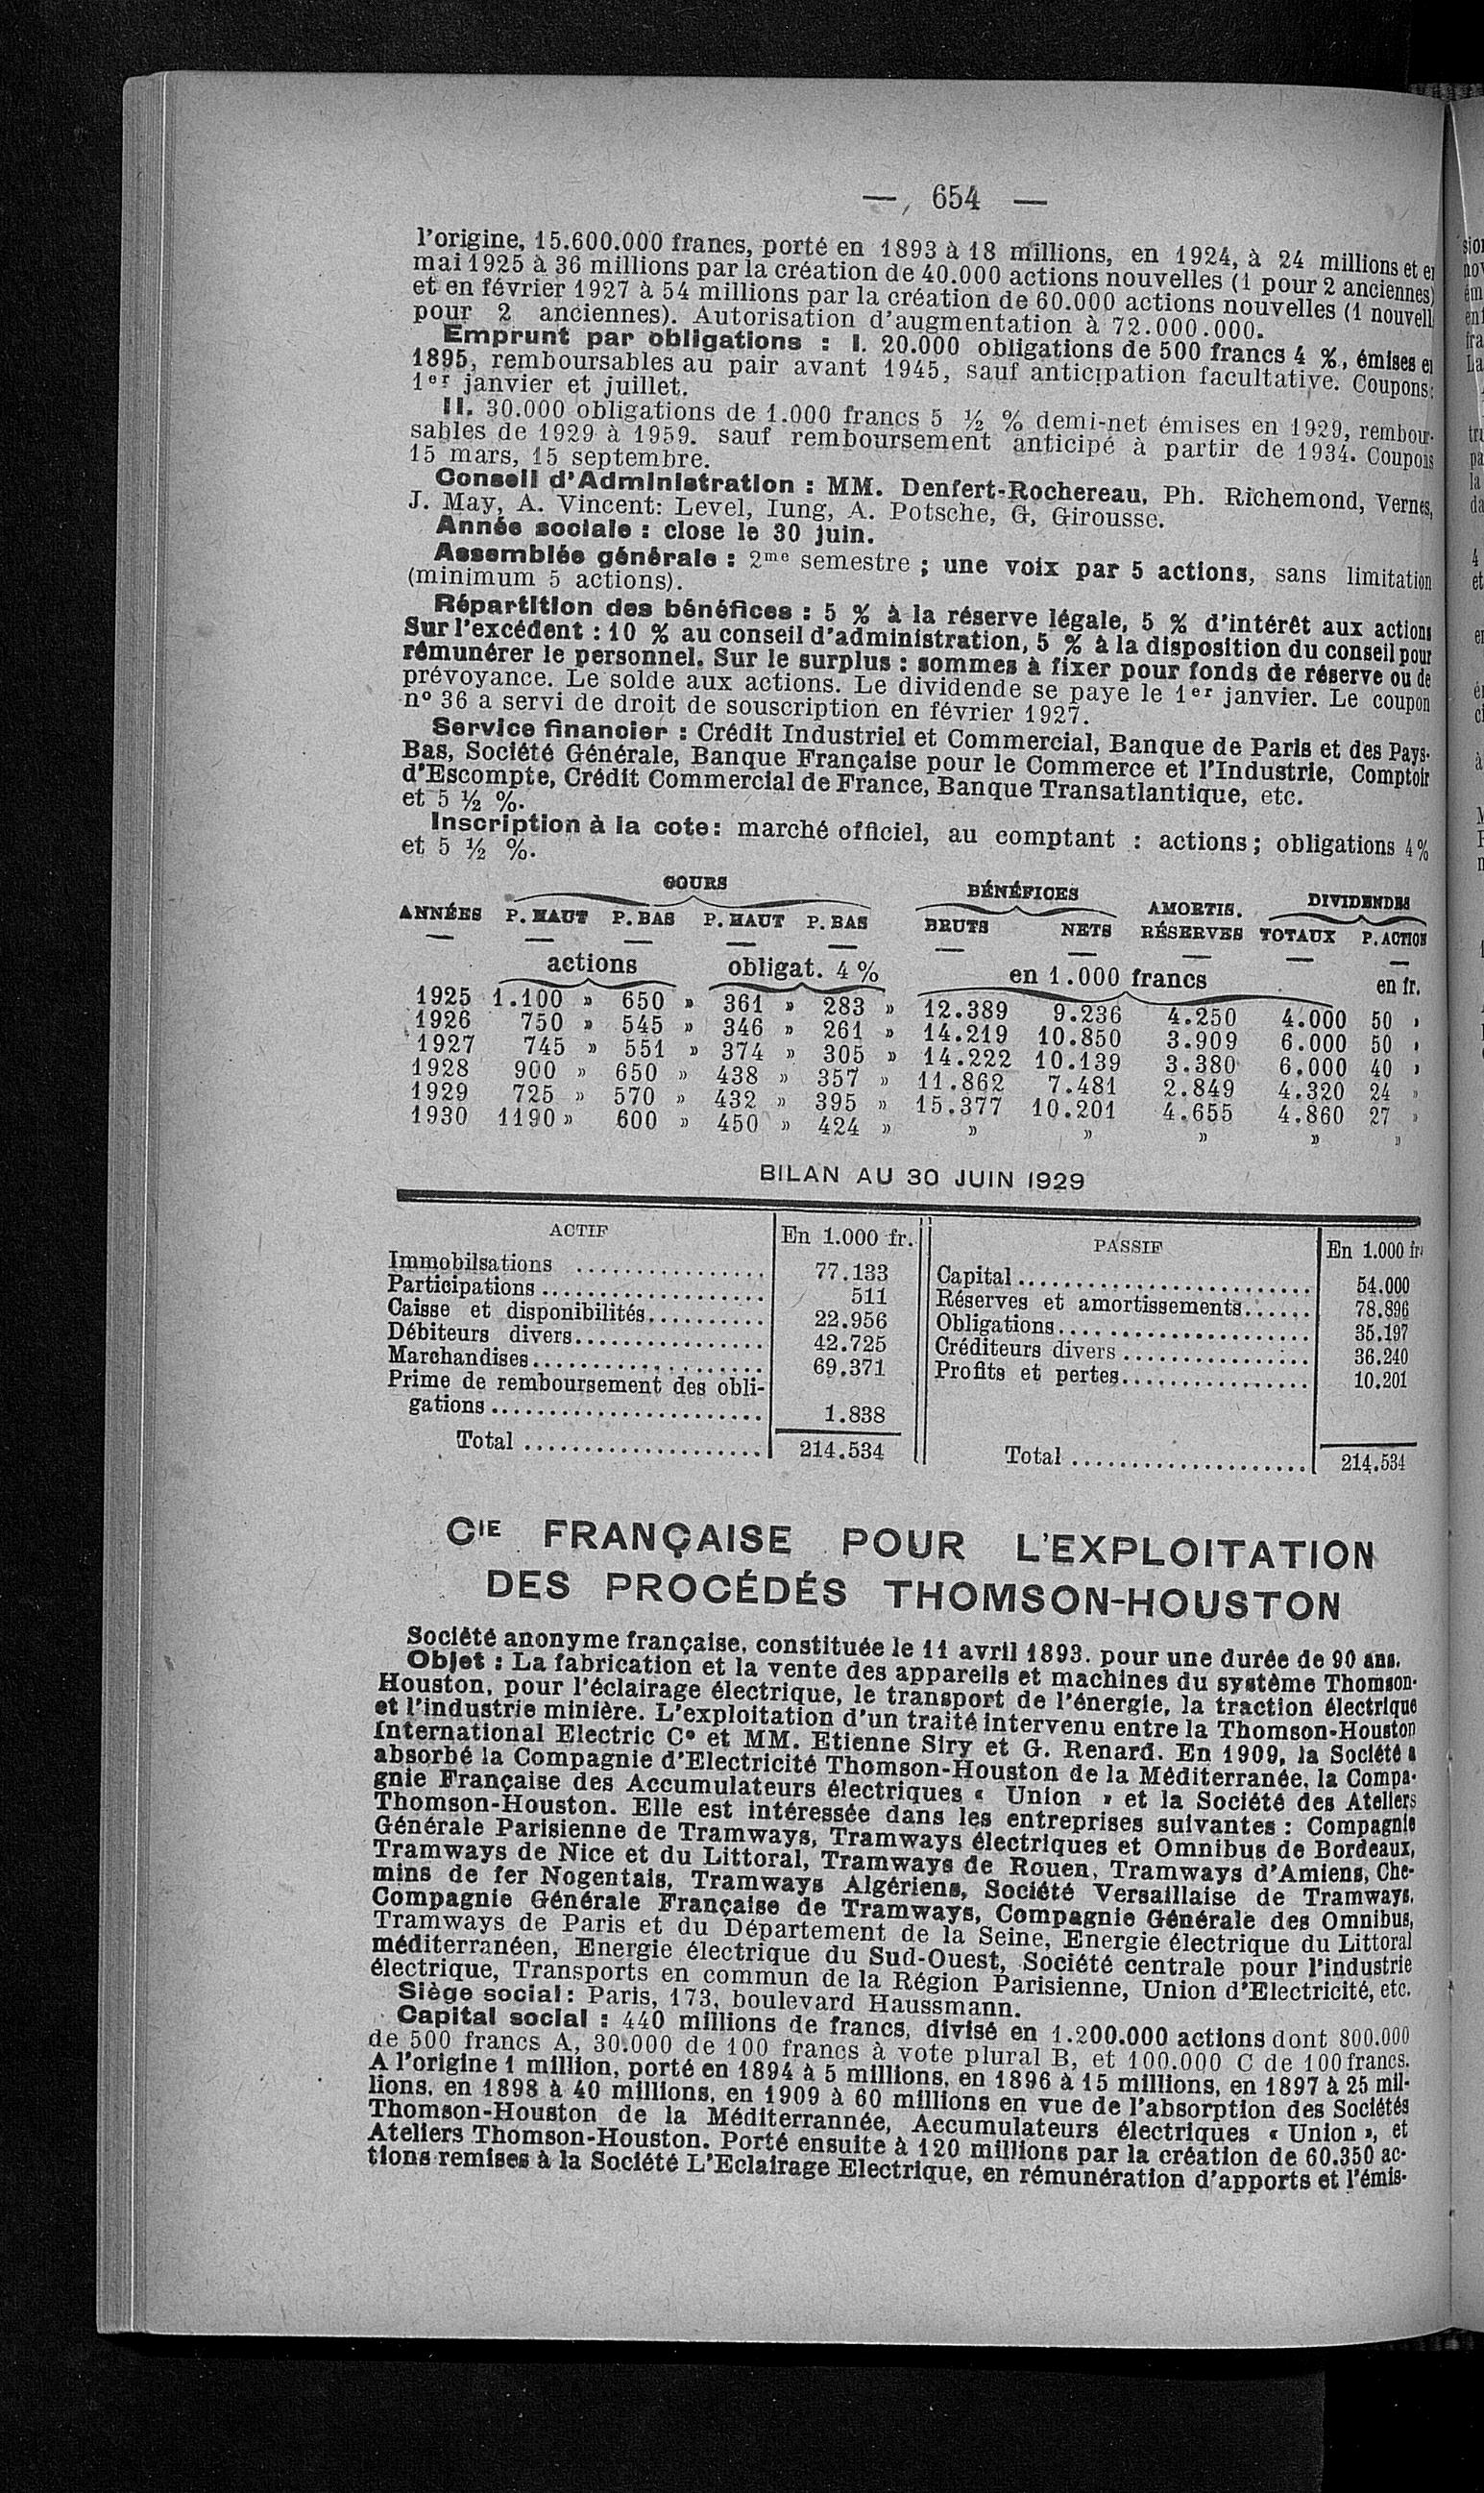 — 654 —
l'origine, 15.600.000 francs, porté en 1893 à 18 millions, en 1924, à 24 millions et en
mai 1925 à 36 millions par la création de 40.000 actions nouvelles (1 pour 2 anciennes)
et en février 1927 à 54 millions par la création de 60.000 actions nouvelles (1 nouvell
pour 2 anciennes). Autorisation d'augmentation à 72.000.000.
Emprunt par obligations : I. 20.000 obligations de 500 francs 4 %, émises en
1895, remboursables au pair avant 1945, sauf anticipation facultative. Coupons:
1er janvier et juillet.
II. 30.000 obligations de 1.000 francs 5 ½ % demi-net émises en 1929, rembour-
sables de 1929 à 1959. sauf remboursement anticipé à partir de 1934. Coupons
15 mars, 15 septembre.
Conseil d'Administration : MM. Denfert-Rochereau, Ph. Richemond, Vernes,
J. May, A. Vincent: Level, Iung, A. Potsche, G, Girousse.
Année sociale : close le 30 juin.
Assemblée générale : 2me semestre ; une voix par 5 actions, sans limitation
(minimum 5 actions).
Répartition des bénéfices : 5 % à la réserve légale, 5 % d'intérêt aux actions
Sur l'excédent : 10 % au conseil d'administration, 5 % à la disposition du conseil pour
rémunérer le personnel. Sur le surplus : sommes à fixer pour fonds de réserve ou de
prévoyance. Le solde aux actions. Le dividende se paye le 1er janvier. Le coupon
n° 36 a servi de droit de souscription en février 1927.
Service financier : Crédit Industriel et Commercial, Banque de Paris et des Pays-
Bas, Société Générale, Banque Française pour le Commerce et l'Industrie, Comptoir
d'Escompte, Crédit Commercial de France, Banque Transatlantique, etc.
et 5 ½ %.
Inscription à la cote: marché officiel, au comptant : actions; obligations 4 %
et 5 ½ %.
COURS BÉNÉFICES DIVIDENDES
ANNÉES P. HAUT P. BAS P. HAUT P. BAS BRUTS NETS AMORTIS. RÉSERVES TOTAUX P. ACTION
actions obligat. 4 % en 1.000 francs en fr.
1925 1.100 » 650 » 361 » 283 » 12.389 9.236 4.250 4.000 50 »
1926 750 » 545 » 346 » 261 » 14.219 10.850 3.909 6.000 50 »
1927 745 » 551 » 374 » 305 » 14.222 10.139 3.380 6.000 40 »
1928 900 » 650 » 438 » 357 » 11.862 7.481 2.849 4.320 24 »
1929 725 » 570 » 432 » 395 » 15.377 10.201 4.655 4.860 27 »
1930 1190 » 600 » 450 » 424 » » » » » »
BILAN AU 30 JUIN 1929
ACTIF En 1.000 fr.
Immobilsations ................ 77.133
Participations ................... 511
Caisse et disponibilités.......... 22.956
Débiteurs divers................ 42.725
Marchandises.................... 69.371
Prime de remboursement des obli-
gations ....................... 1.838
Total .................... 214.534
PASSIF En 1.000 fr.
Capital ......................... 54.000
Réserves et amortissements...... 78.896
Obligations...................... 35.197
Créditeurs divers ................ 36.240
Profits et pertes................ 10.201
Total .................... 214.534
CIE FRANÇAISE POUR L'EXPLOITATION
DES PROCÉDÉS THOMSON-HOUSTON
Société anonyme française, constituée le 11 avril 1893. pour une durée de 90 ans.
Objet : La fabrication et la vente des appareils et machines du système Thomson-
Houston, pour l'éclairage électrique, le transport de l'énergie, la traction électrique
et l'industrie minière. L'exploitation d'un traité intervenu entre la Thomson-Houston
International Electric C° et MM. Etienne Siry et G. Renard. En 1909, la Société a
absorbé la Compagnie d'Electricité Thomson-Houston de la Méditerranée, la Compa-
gnie Française des Accumulateurs électriques « Union » et la Société des Ateliers
Thomson-Houston. Elle est intéressée dans les entreprises suivantes : Compagnie
Générale Parisienne de Tramways, Tramways électriques et Omnibus de Bordeaux,
Tramways de Nice et du Littoral, Tramways de Rouen, Tramways d'Amiens, Che-
mins de fer Nogentais, Tramways Algériens, Société Versaillaise de Tramways,
Compagnie Générale Française de Tramways, Compagnie Générale des Omnibus,
Tramways de Paris et du Département de la Seine, Energie électrique du Littoral
méditerranéen, Energie électrique du Sud-Ouest, Société centrale pour l'industrie
électrique, Transports en commun de la Région Parisienne, Union d'Electricité, etc.
Siège social : Paris, 173, boulevard Haussmann.
Capital social : 440 millions de francs, divisé en 1.200.000 actions dont 800.000
de 500 francs A, 30.000 de 100 francs à vote plural B, et 100.000 C de 100 francs.
A l'origine 1 million, porté en 1894 à 5 millions, en 1896 à 15 millions, en 1897 à 25 mil-
lions, en 1898 à 40 millions, en 1909 à 60 millions en vue de l'absorption des Sociétés
Thomson-Houston de la Méditerrannée, Accumulateurs électriques « Union », et
Ateliers Thomson-Houston. Porté ensuite à 120 millions par la création de 60.350 ac-
tions remises à la Société L'Eclairage Electrique, en rémunération d'apports et l'émis-